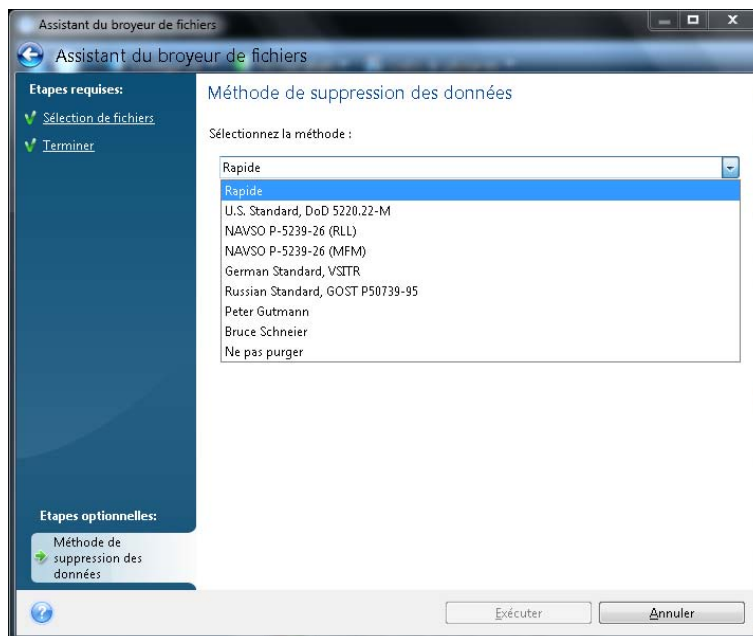 Assistant du broyeur de fichiers
Assistant du broyeur de fichiers
Etapes requises:
Sélection de fichiers
Terminer
Méthode de suppression des données
Sélectionnez la méthode :
Rapide
Rapide
U.S. Standard, DoD 5220.22-M
NAVSO P-5239-26 (RLL)
NAVSO P-5239-26 (MFM)
German Standard, VSITR
Russian Standard, GOST P50739-95
Peter Gutmann
Bruce Schneier
Ne pas purger
Etapes optionnelles:
Méthode de
suppression des
données
Exécuter
Annuler